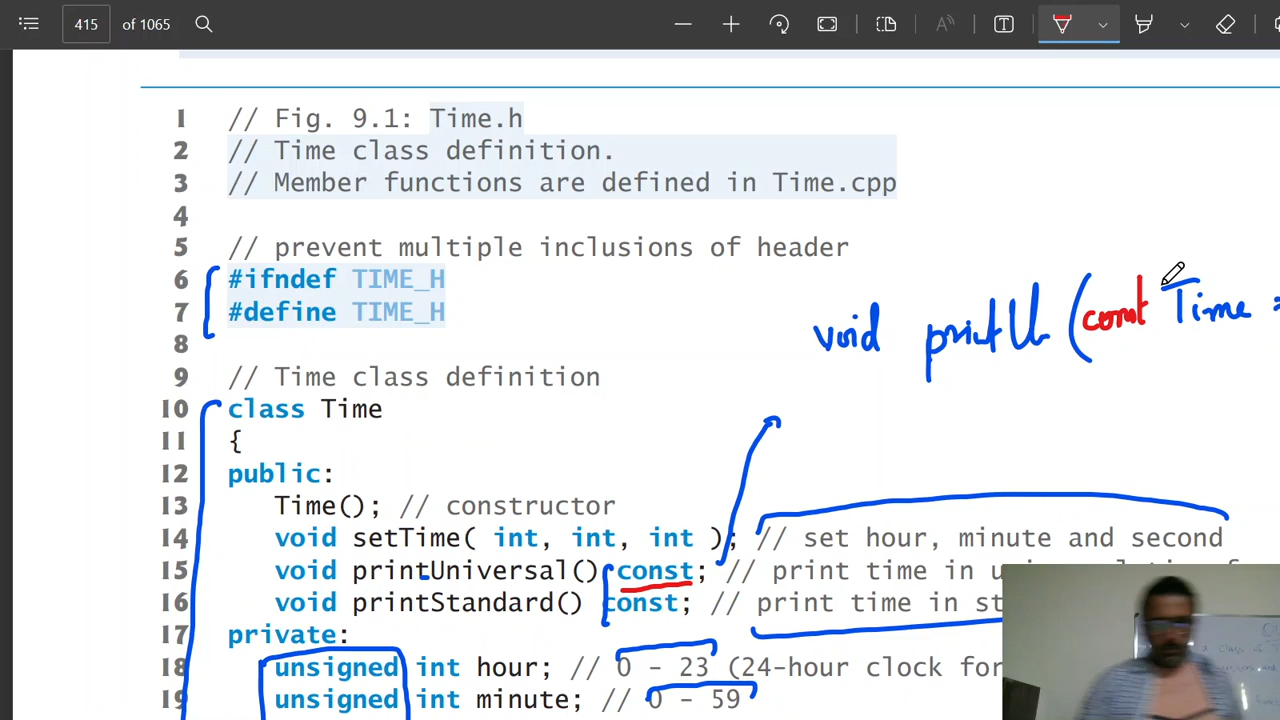 415 of 1065
1 // Fig. 9.1: Time.h
2 // Time class definition.
3 // Member functions are defined in Time.cpp
4
5 // prevent multiple inclusions of header
6 #ifndef TIME_H
7 #define TIME_H
8
void printU (const Time
9 // Time class definition
10 class Time
11 {
12 public:
13 Time(); // constructor
14 void setTime( int, int, int ); // set hour, minute and second
15 void printUniversal() const; // print time in
16 void printStandard() const; // print time in
17 private:
18 unsigned int hour; // 0 - 23 (24-hour clock
19 unsigned int minute; // 0 - 59